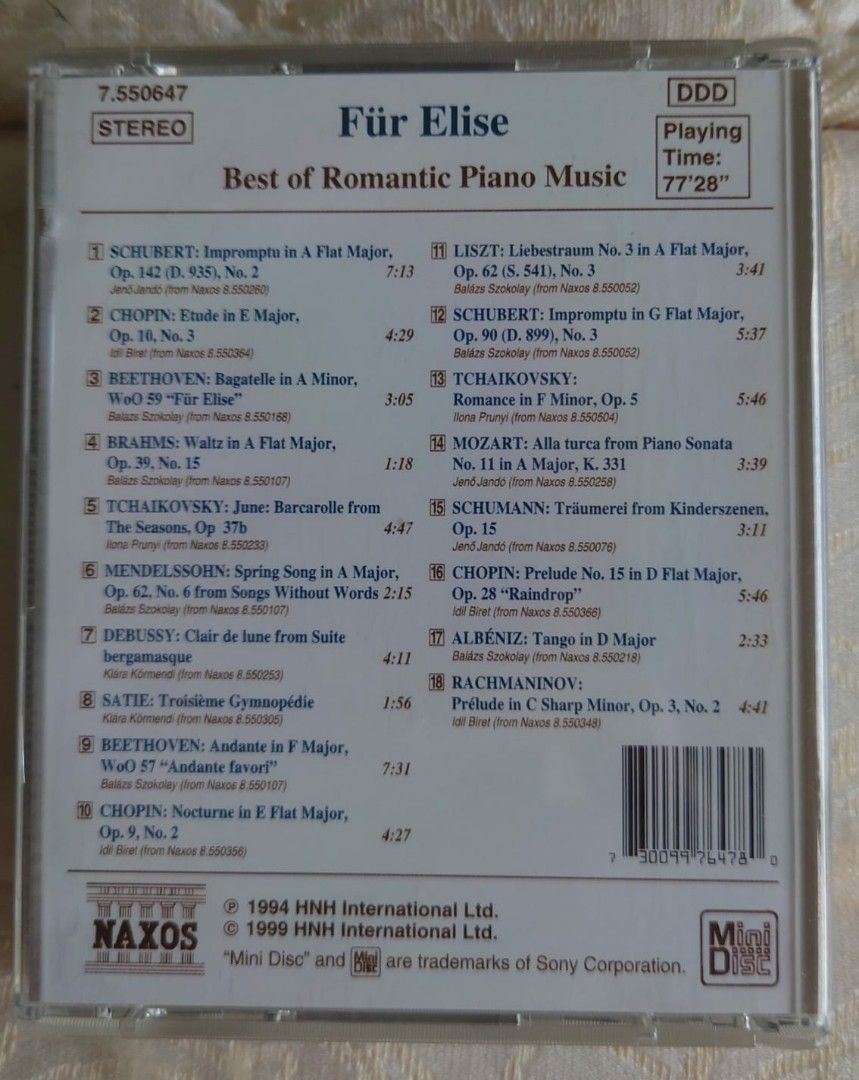 7.550647
STEREO
Für Elise
Best of Romantic Piano Music
DDD
Playing
Time:
77'28"
1 SCHUBERT: Impromptu in A Flat Major,
Op. 142 (D. 935), No. 2 7:13
Jenő Jandó (from Naxos 8.550260)
2 CHOPIN: Etude in E Major,
Op. 10, No. 3 4:29
Idil Biret (from Naxos 8.550364)
3 BEETHOVEN: Bagatelle in A Minor,
WoO 59 "Für Elise" 3:05
Balázs Szokolay (from Naxos 8.550168)
4 BRAHMS: Waltz in A Flat Major,
Op. 39, No. 15 1:18
Balázs Szokolay (from Naxos 8.550107)
5 TCHAIKOVSKY: June: Barcarolle from
The Seasons, Op 37b 4:47
Ilona Prunyi (from Naxos 8.550233)
6 MENDELSSOHN: Spring Song in A Major,
Op. 62, No. 6 from Songs Without Words 2:15
Balázs Szokolay (from Naxos 8.550107)
7 DEBUSSY: Clair de lune from Suite
bergamasque 4:11
Klára Körmendi (from Naxos 8.550253)
8 SATIE: Troisième Gymnopédie 1:56
Klára Körmendi (from Naxos 8.550305)
9 BEETHOVEN: Andante in F Major,
WoO 57 "Andante favori" 7:31
Balázs Szokolay (from Naxos 8.550107)
10 CHOPIN: Nocturne in E Flat Major,
Op. 9, No. 2 4:27
Idil Biret (from Naxos 8.550356)
11 LISZT: Liebestraum No. 3 in A Flat Major,
Op. 62 (S. 541), No. 3 3:41
Balázs Szokolay (from Naxos 8.550052)
12 SCHUBERT: Impromptu in G Flat Major,
Op. 90 (D. 899), No. 3 5:37
Balázs Szokolay (from Naxos 8.550052)
13 TCHAIKOVSKY:
Romance in F Minor, Op. 5 5:46
Ilona Prunyi (from Naxos 8.550504)
14 MOZART: Alla turca from Piano Sonata
No. 11 in A Major, K. 331 3:39
Jenő Jandó (from Naxos 8.550258)
15 SCHUMANN: Träumerei from Kinderszenen,
Op. 15 3:11
Jenő Jandó (from Naxos 8.550076)
16 CHOPIN: Prelude No. 15 in D Flat Major,
Op. 28 "Raindrop" 5:46
Idil Biret (from Naxos 8.550366)
17 ALBÉNIZ: Tango in D Major 2:33
Balázs Szokolay (from Naxos 8.550218)
18 RACHMANINOV:
Prélude in C Sharp Minor, Op. 3, No. 2 4:41
Idil Biret (from Naxos 8.550348)
7 30099 76478 0
NAXOS
℗ 1994 HNH International Ltd.
© 1999 HNH International Ltd.
"Mini Disc" and Mini Disc are trademarks of Sony Corporation.
Mini
Disc